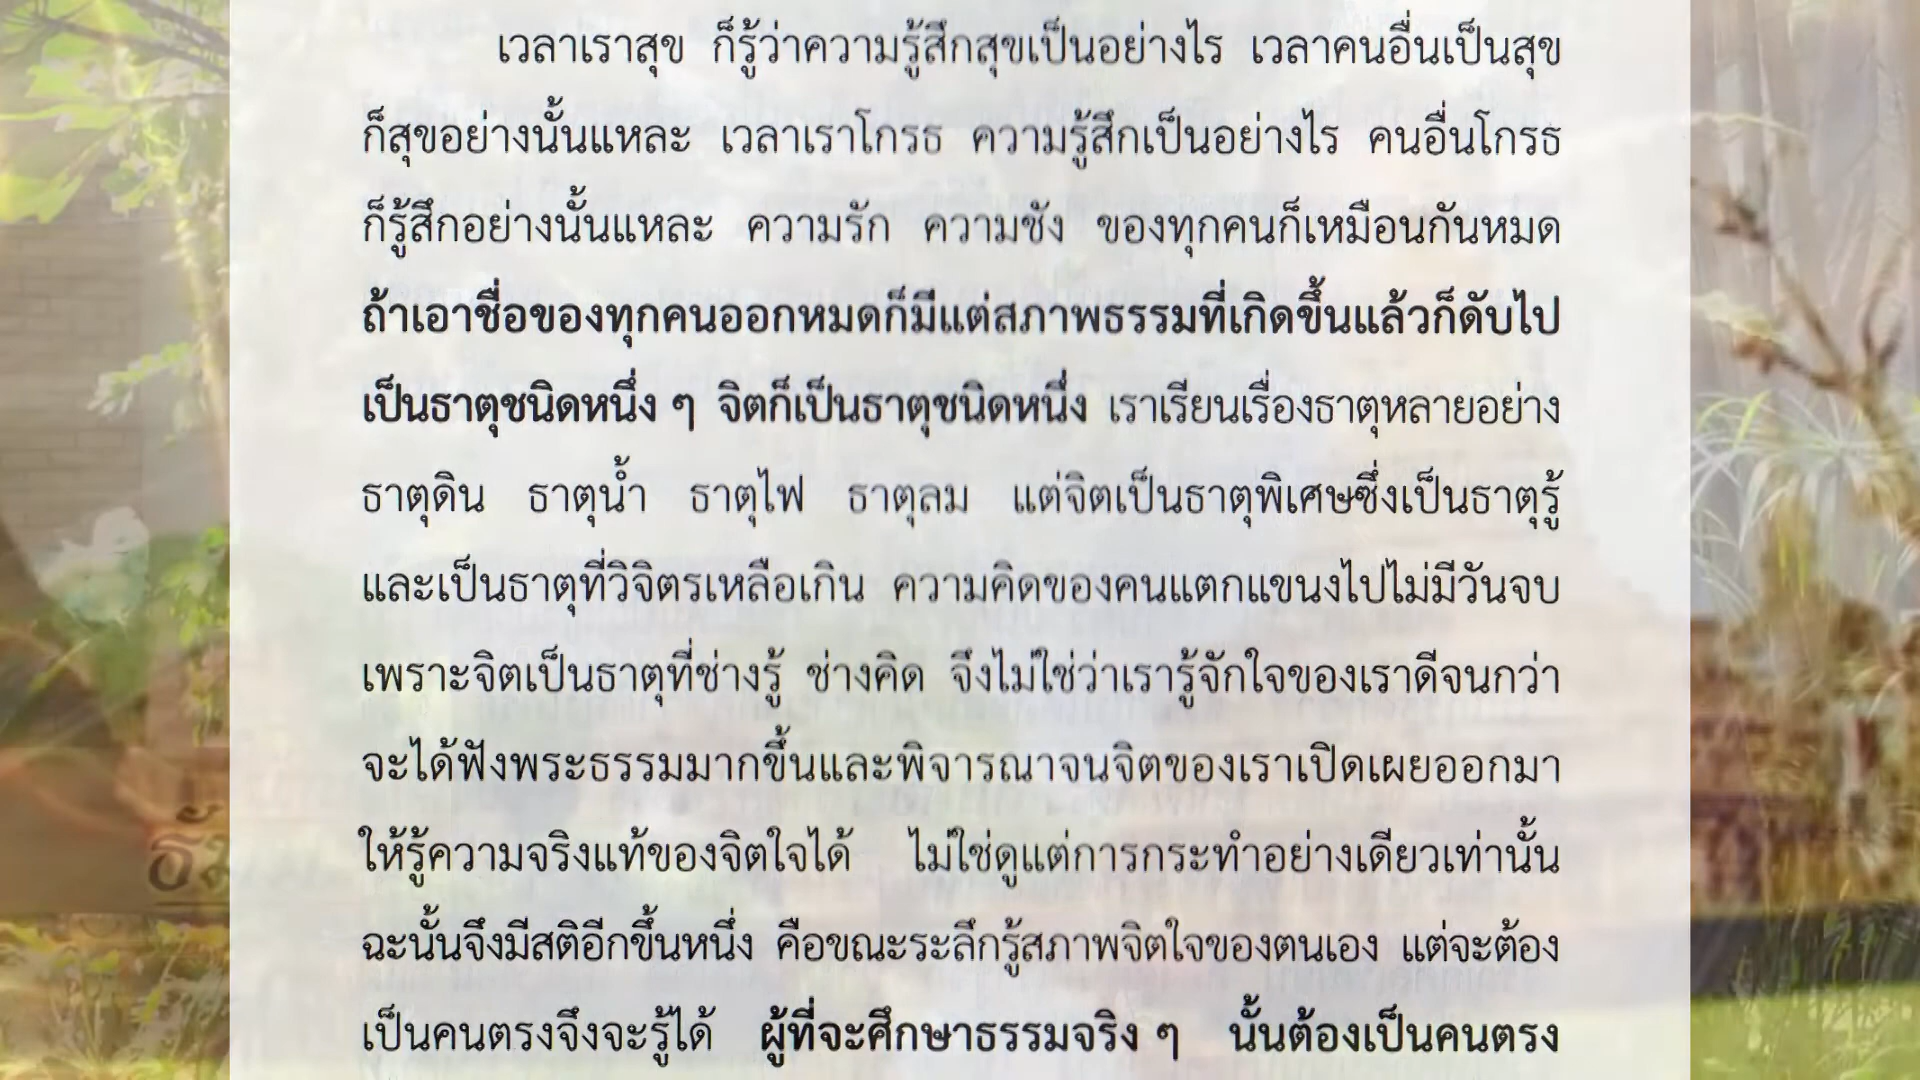 เวลาเราสุข ก็รู้ว่าความรู้สึกสุขเป็นอย่างไร เวลาคนอื่นเป็นสุข
ก็สุขอย่างนั้นแหละ เวลาเราโกรธ ความรู้สึกเป็นอย่างไร คนอื่นโกรธ
ก็รู้สึกอย่างนั้นแหละ ความรัก ความชัง ของทุกคนก็เหมือนกันหมด
ถ้าเอาชื่อของทุกคนออกหมดก็มีแต่สภาพธรรมที่เกิดขึ้นแล้วก็ดับไป
เป็นธาตุชนิดหนึ่ง ๆ จิตก็เป็นธาตุชนิดหนึ่ง เราเรียนเรื่องธาตุหลายอย่าง
ธาตุดิน ธาตุน้ำ ธาตุไฟ ธาตุลม แต่จิตเป็นธาตุพิเศษซึ่งเป็นธาตุรู้
และเป็นธาตุที่วิจิตรเหลือเกิน ความคิดของคนแตกแขนงไปไม่มีวันจบ
เพราะจิตเป็นธาตุที่ช่างรู้ ช่างคิด จึงไม่ใช่ว่าเรารู้จักใจของเราดีจนกว่า
จะได้ฟังพระธรรมมากขึ้นและพิจารณาจนจิตของเราเปิดเผยออกมา
ให้รู้ความจริงแท้ของจิตใจได้ ไม่ใช่ดูแต่การกระทำอย่างเดียวเท่านั้น
ฉะนั้นจึงมีสติอีกขึ้นหนึ่ง คือขณะระลึกรู้สภาพจิตใจของตนเอง แต่จะต้อง
เป็นคนตรงจึงจะรู้ได้ ผู้ที่จะศึกษาธรรมจริง ๆ นั้นต้องเป็นคนตรง